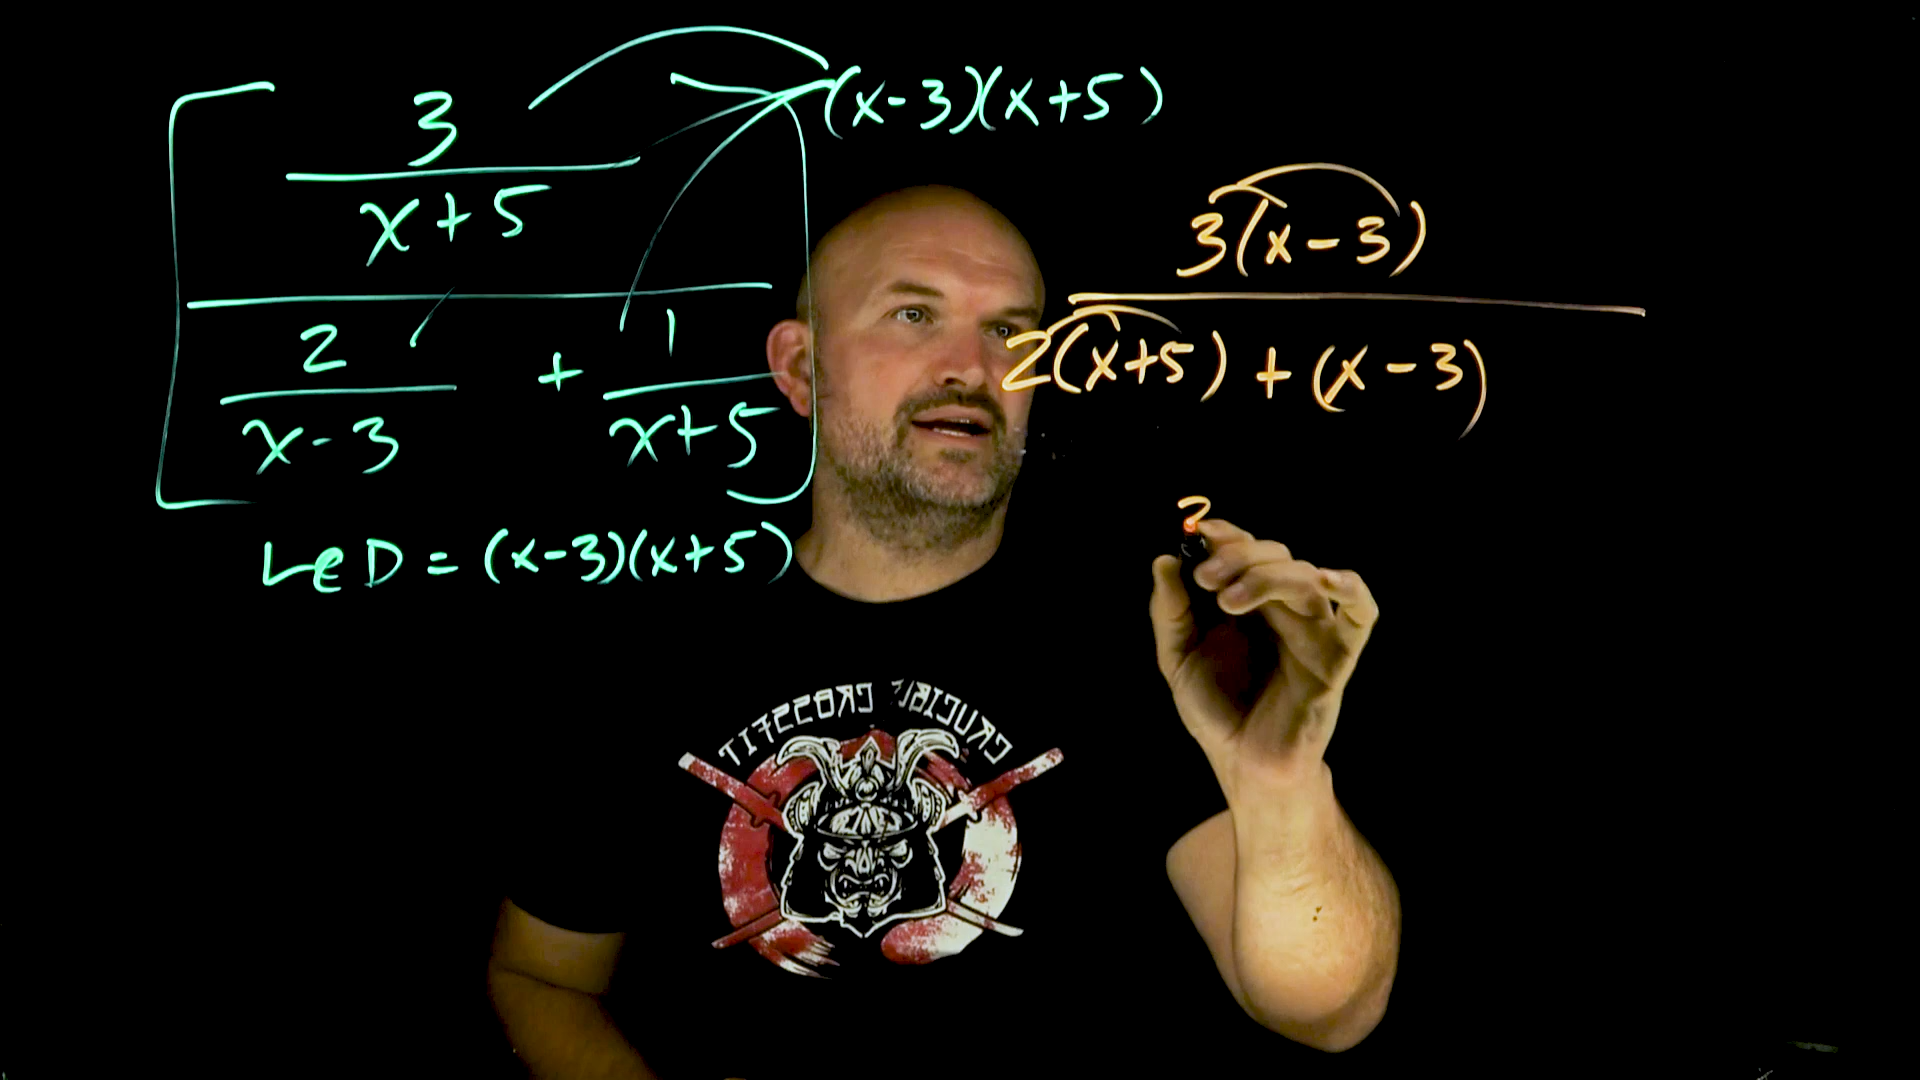 3/(x+5) (x-3)(x+5)
2/(x-3) + 1/(x+5)
LCD = (x-3)(x+5)
3(x-3)
2(x+5) + (x-3)
CRUCIBLE CROSSFIT